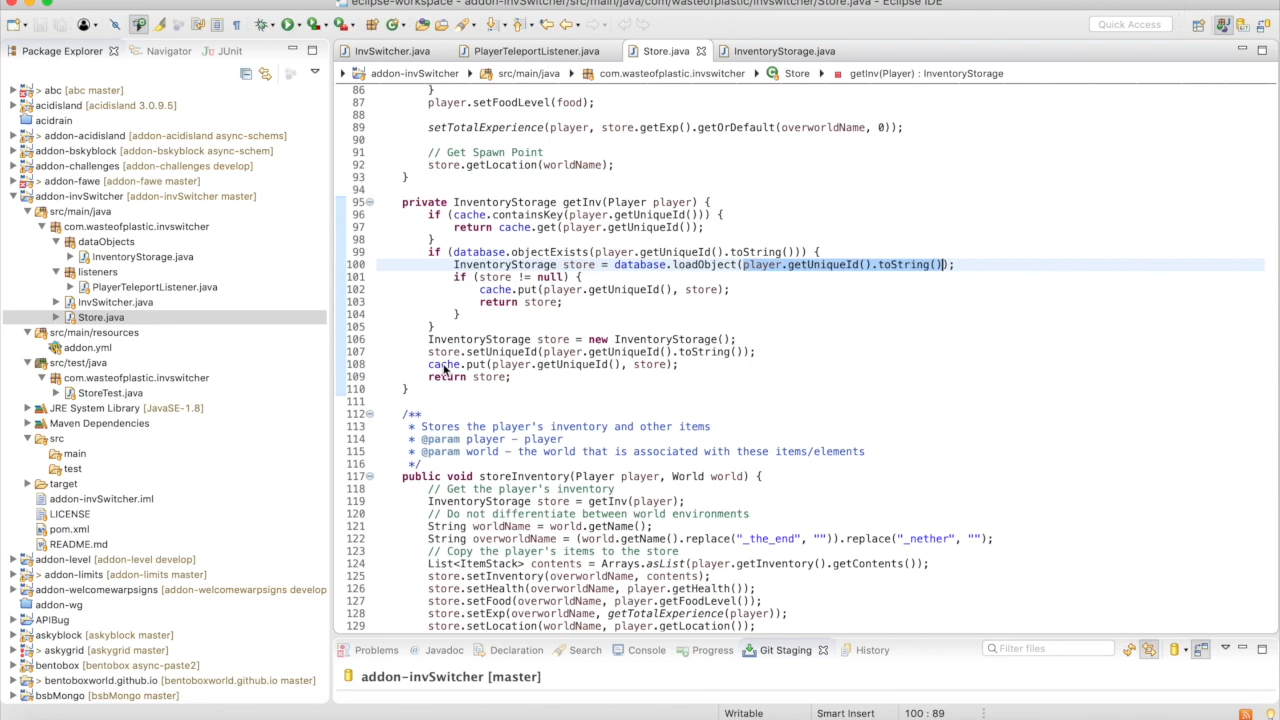 eclipse-workspace - addon-invSwitcher/src/main/java/com/wasteofplastic/invswitcher/Store.java - Eclipse IDE
Quick Access
Package Explorer
Navigator
JUnit
InvSwitcher.java
PlayerTeleportListener.java
Store.java
InventoryStorage.java
addon-invSwitcher
src/main/java
com.wasteofplastic.invswitcher
Store
getInv(Player) : InventoryStorage
abc [abc master]
acidisland [acidisland 3.0.9.5]
acidrain
> addon-acidisland [addon-acidisland async-schems]
addon-bskyblock [addon-bskyblock async-schem]
addon-challenges [addon-challenges develop]
> addon-fawe [addon-fawe master]
addon-invSwitcher [addon-invSwitcher master]
src/main/java
com.wasteofplastic.invswitcher
dataObjects
InventoryStorage.java
listeners
PlayerTeleportListener.java
InvSwitcher.java
Store.java
src/main/resources
addon.yml
src/test/java
com.wasteofplastic.invswitcher
StoreTest.java
JRE System Library [JavaSE-1.8]
Maven Dependencies
src
main
test
target
addon-invSwitcher.iml
LICENSE
pom.xml
README.md
addon-level [addon-level develop]
> addon-limits [addon-limits master]
addon-welcomewarpsigns [addon-welcomewarpsigns develop
addon-wg
APIBug
askyblock [askyblock master]
> askygrid [askygrid master]
bentobox [bentobox async-paste2]
> bentoboxworld.github.io [bentoboxworld.github.io master]
bsbMongo [bsbMongo master]
86 }
87 player.setFoodLevel(food);
88
89 setTotalExperience(player, store.getExp().getOrDefault(overworldName, 0));
90
91 // Get Spawn Point
92 store.getLocation(worldName);
93 }
94
95 private InventoryStorage getInv(Player player) {
96 if (cache.containsKey(player.getUniqueId())) {
97 return cache.get(player.getUniqueId());
98 }
99 if (database.objectExists(player.getUniqueId().toString())) {
100 InventoryStorage store = database.loadObject(player.getUniqueId().toString());
101 if (store != null) {
102 cache.put(player.getUniqueId(), store);
103 return store;
104 }
105 }
106 InventoryStorage store = new InventoryStorage();
107 store.setUniqueId(player.getUniqueId().toString());
108 cache.put(player.getUniqueId(), store);
109 return store;
110 }
111
112 /**
113 * Stores the player's inventory and other items
114 * @param player - player
115 * @param world - the world that is associated with these items/elements
116 */
117 public void storeInventory(Player player, World world) {
118 // Get the player's inventory
119 InventoryStorage store = getInv(player);
120 // Do not differentiate between world environments
121 String worldName = world.getName();
122 String overworldName = (world.getName().replace("_the_end", "")).replace("_nether", "");
123 // Copy the player's items to the store
124 List<ItemStack> contents = Arrays.asList(player.getInventory().getContents());
125 store.setInventory(overworldName, contents);
126 store.setHealth(overworldName, player.getHealth());
127 store.setFood(overworldName, player.getFoodLevel());
128 store.setExp(overworldName, getTotalExperience(player));
129 store.setLocation(worldName, player.getLocation());
Problems
@ Javadoc
Declaration
Search
Console
Progress
Git Staging
History
Filter files
addon-invSwitcher [master]
Writable
Smart Insert
100 : 89